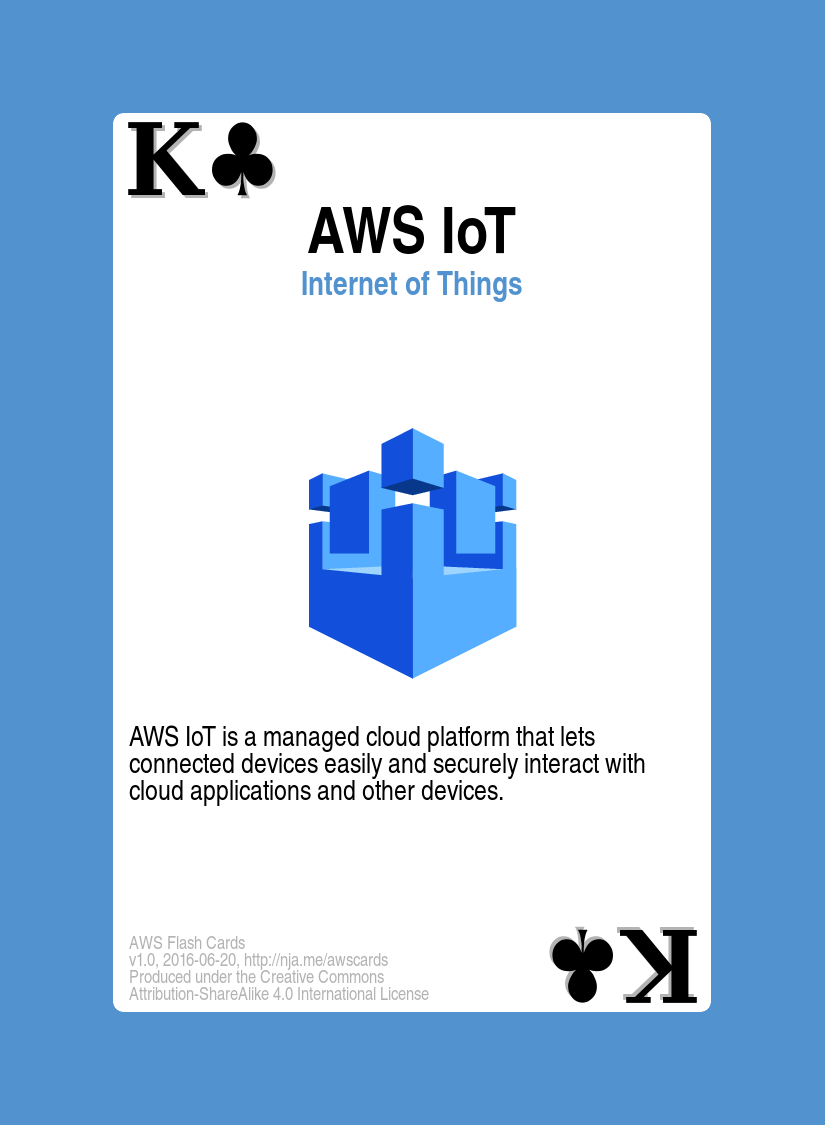 K♣
AWS IoT
Internet of Things
AWS IoT is a managed cloud platform that lets
connected devices easily and securely interact with
cloud applications and other devices.
AWS Flash Cards
v1.0, 2016-06-20, http://nja.me/awscards
Produced under the Creative Commons
Attribution-ShareAlike 4.0 International License
K♣